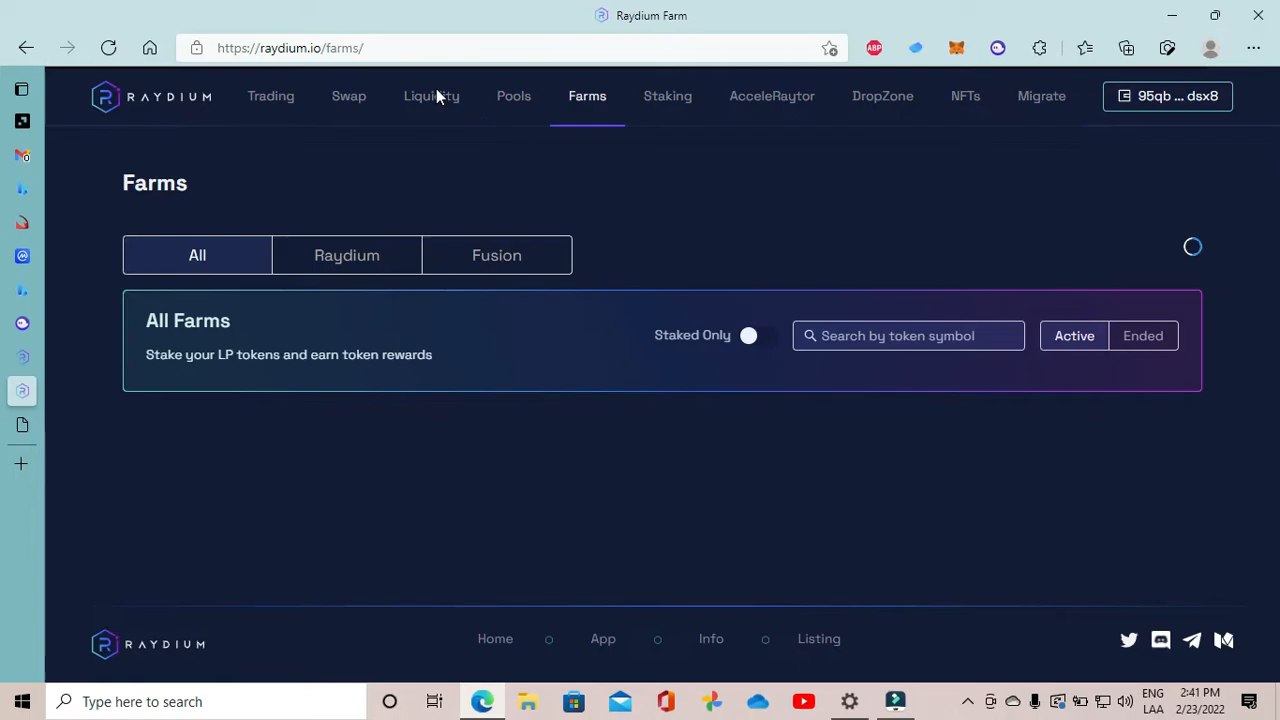 Raydium Farm
https://raydium.io/farms/
ABP
RAYDIUM
Trading
Swap
Liquidity
Pools
Farms
Staking
AcceleRaytor
DropZone
NFTs
Migrate
95qb ... dsx8
Farms
All
Raydium
Fusion
All Farms
Stake your LP tokens and earn token rewards
Staked Only
Search by token symbol
Active
Ended
RAYDIUM
Home
App
Info
Listing
Type here to search
ENG
LAA
2:41 PM
2/23/2022